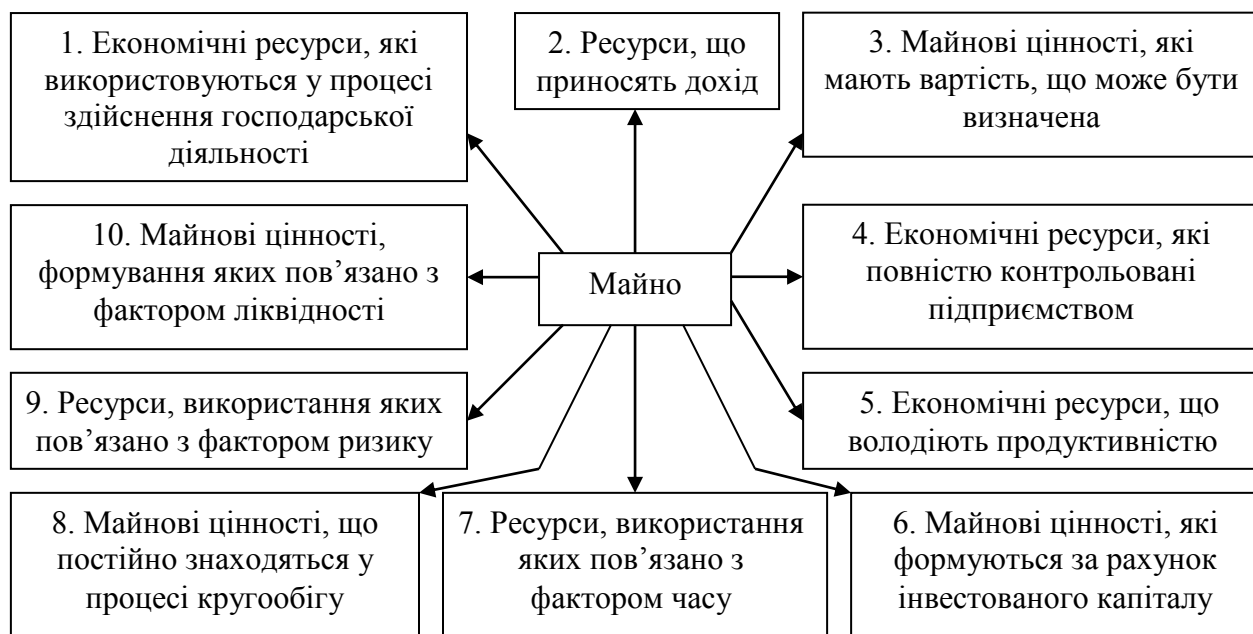 1. Економічні ресурси, які
використовуються у процесі
здійснення господарської
діяльності
2. Ресурси, що
приносять дохід
3. Майнові цінності, які
мають вартість, що може бути
визначена
10. Майнові цінності,
формування яких пов’язано з
фактором ліквідності
Майно
4. Економічні ресурси, які
повністю контрольовані
підприємством
9. Ресурси, використання яких
пов’язано з фактором ризику
5. Економічні ресурси, що
володіють продуктивністю
8. Майнові цінності, що
постійно знаходяться у
процесі кругообігу
7. Ресурси, використання
яких пов’язано з
фактором часу
6. Майнові цінності, які
формуються за рахунок
інвестованого капіталу